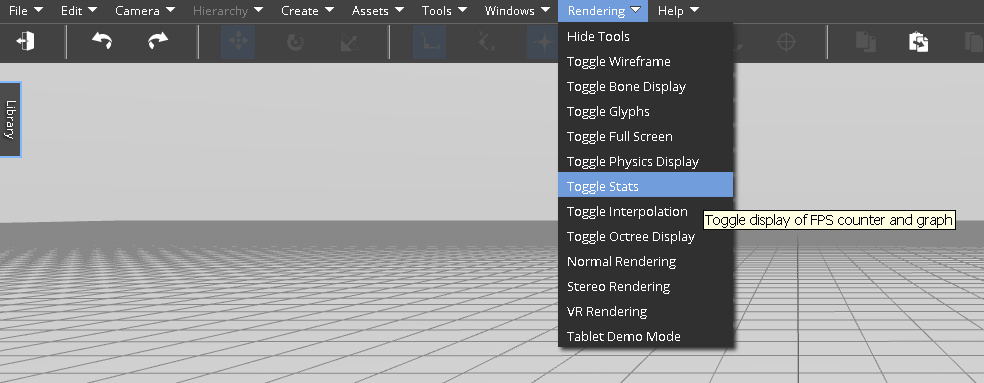 File Edit Camera Hierarchy Create Assets Tools Windows Rendering Help
Library
Hide Tools
Toggle Wireframe
Toggle Bone Display
Toggle Glyphs
Toggle Full Screen
Toggle Physics Display
Toggle Stats
Toggle display of FPS counter and graph
Toggle Interpolation
Toggle Octree Display
Normal Rendering
Stereo Rendering
VR Rendering
Tablet Demo Mode